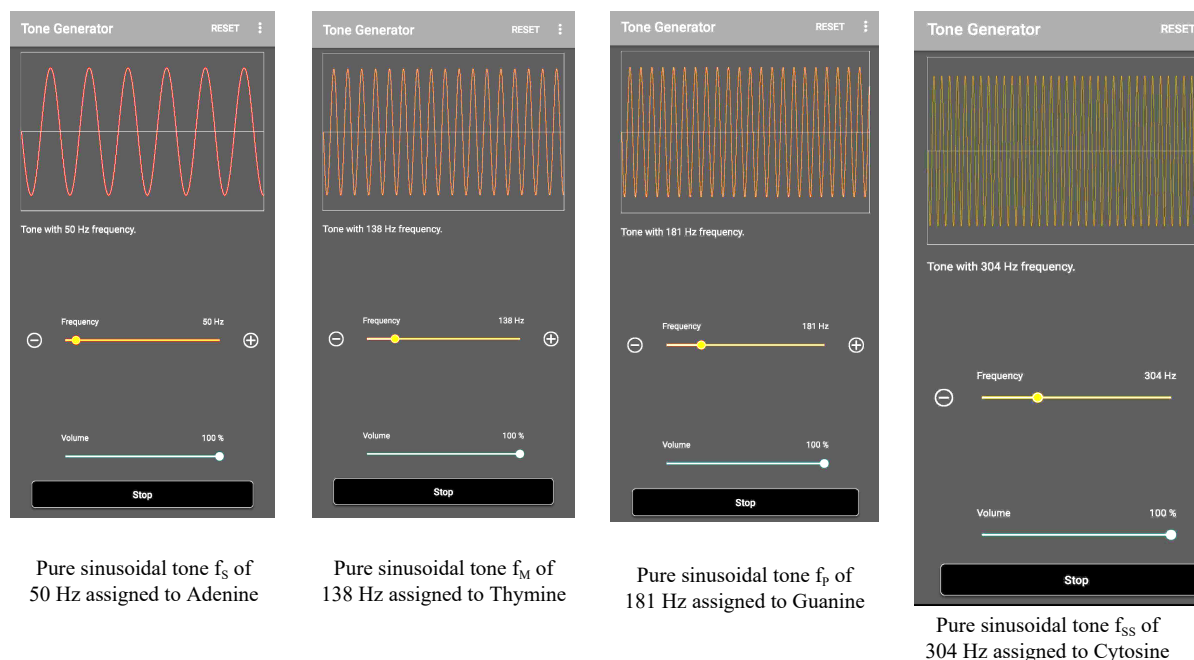 Tone Generator RESET
Tone with 50 Hz frequency.
Frequency 50 Hz
Volume 100 %
Stop
Pure sinusoidal tone fS of
50 Hz assigned to Adenine
Tone Generator RESET
Tone with 138 Hz frequency.
Frequency 138 Hz
Volume 100 %
Stop
Pure sinusoidal tone fM of
138 Hz assigned to Thymine
Tone Generator RESET
Tone with 181 Hz frequency.
Frequency 181 Hz
Volume 100 %
Stop
Pure sinusoidal tone fP of
181 Hz assigned to Guanine
Tone Generator RESET
Tone with 304 Hz frequency.
Frequency 304 Hz
Volume 100 %
Stop
Pure sinusoidal tone fSS of
304 Hz assigned to Cytosine